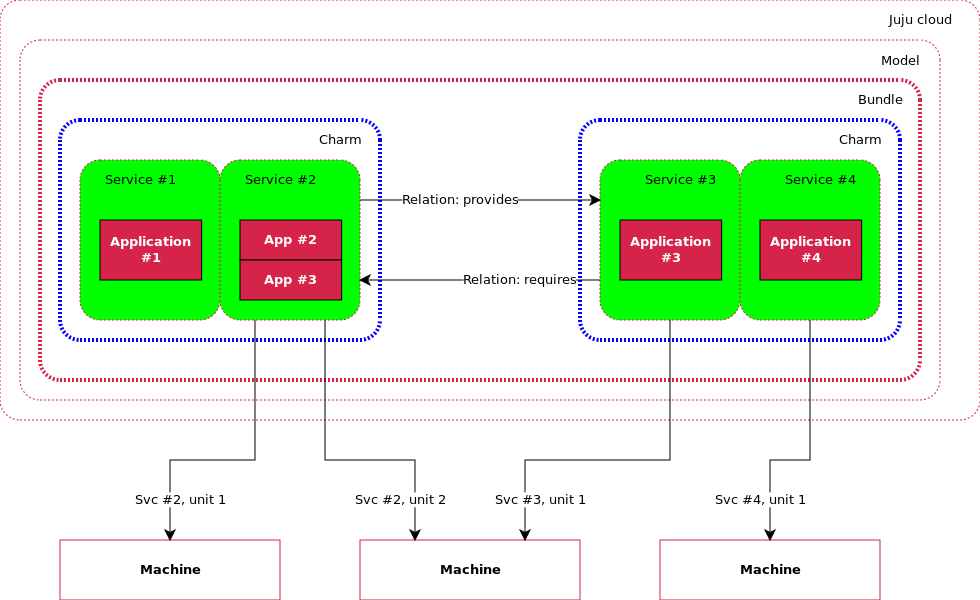 Juju cloud
Model
Bundle
Charm
Charm
Service #1
Service #2
Service #3
Service #4
Relation: provides
Application
#1
App #2
App #3
Application
#3
Application
#4
Relation: requires
Svc #2, unit 1
Svc #2, unit 2
Svc #3, unit 1
Svc #4, unit 1
Machine
Machine
Machine